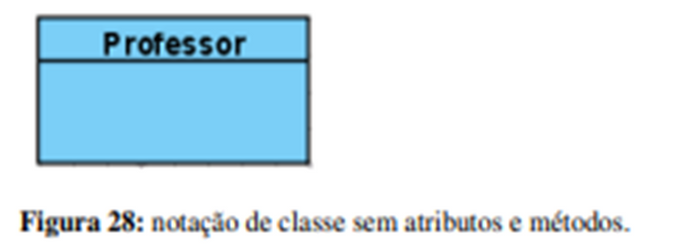 Professor
Figura 28: notação de classe sem atributos e métodos.